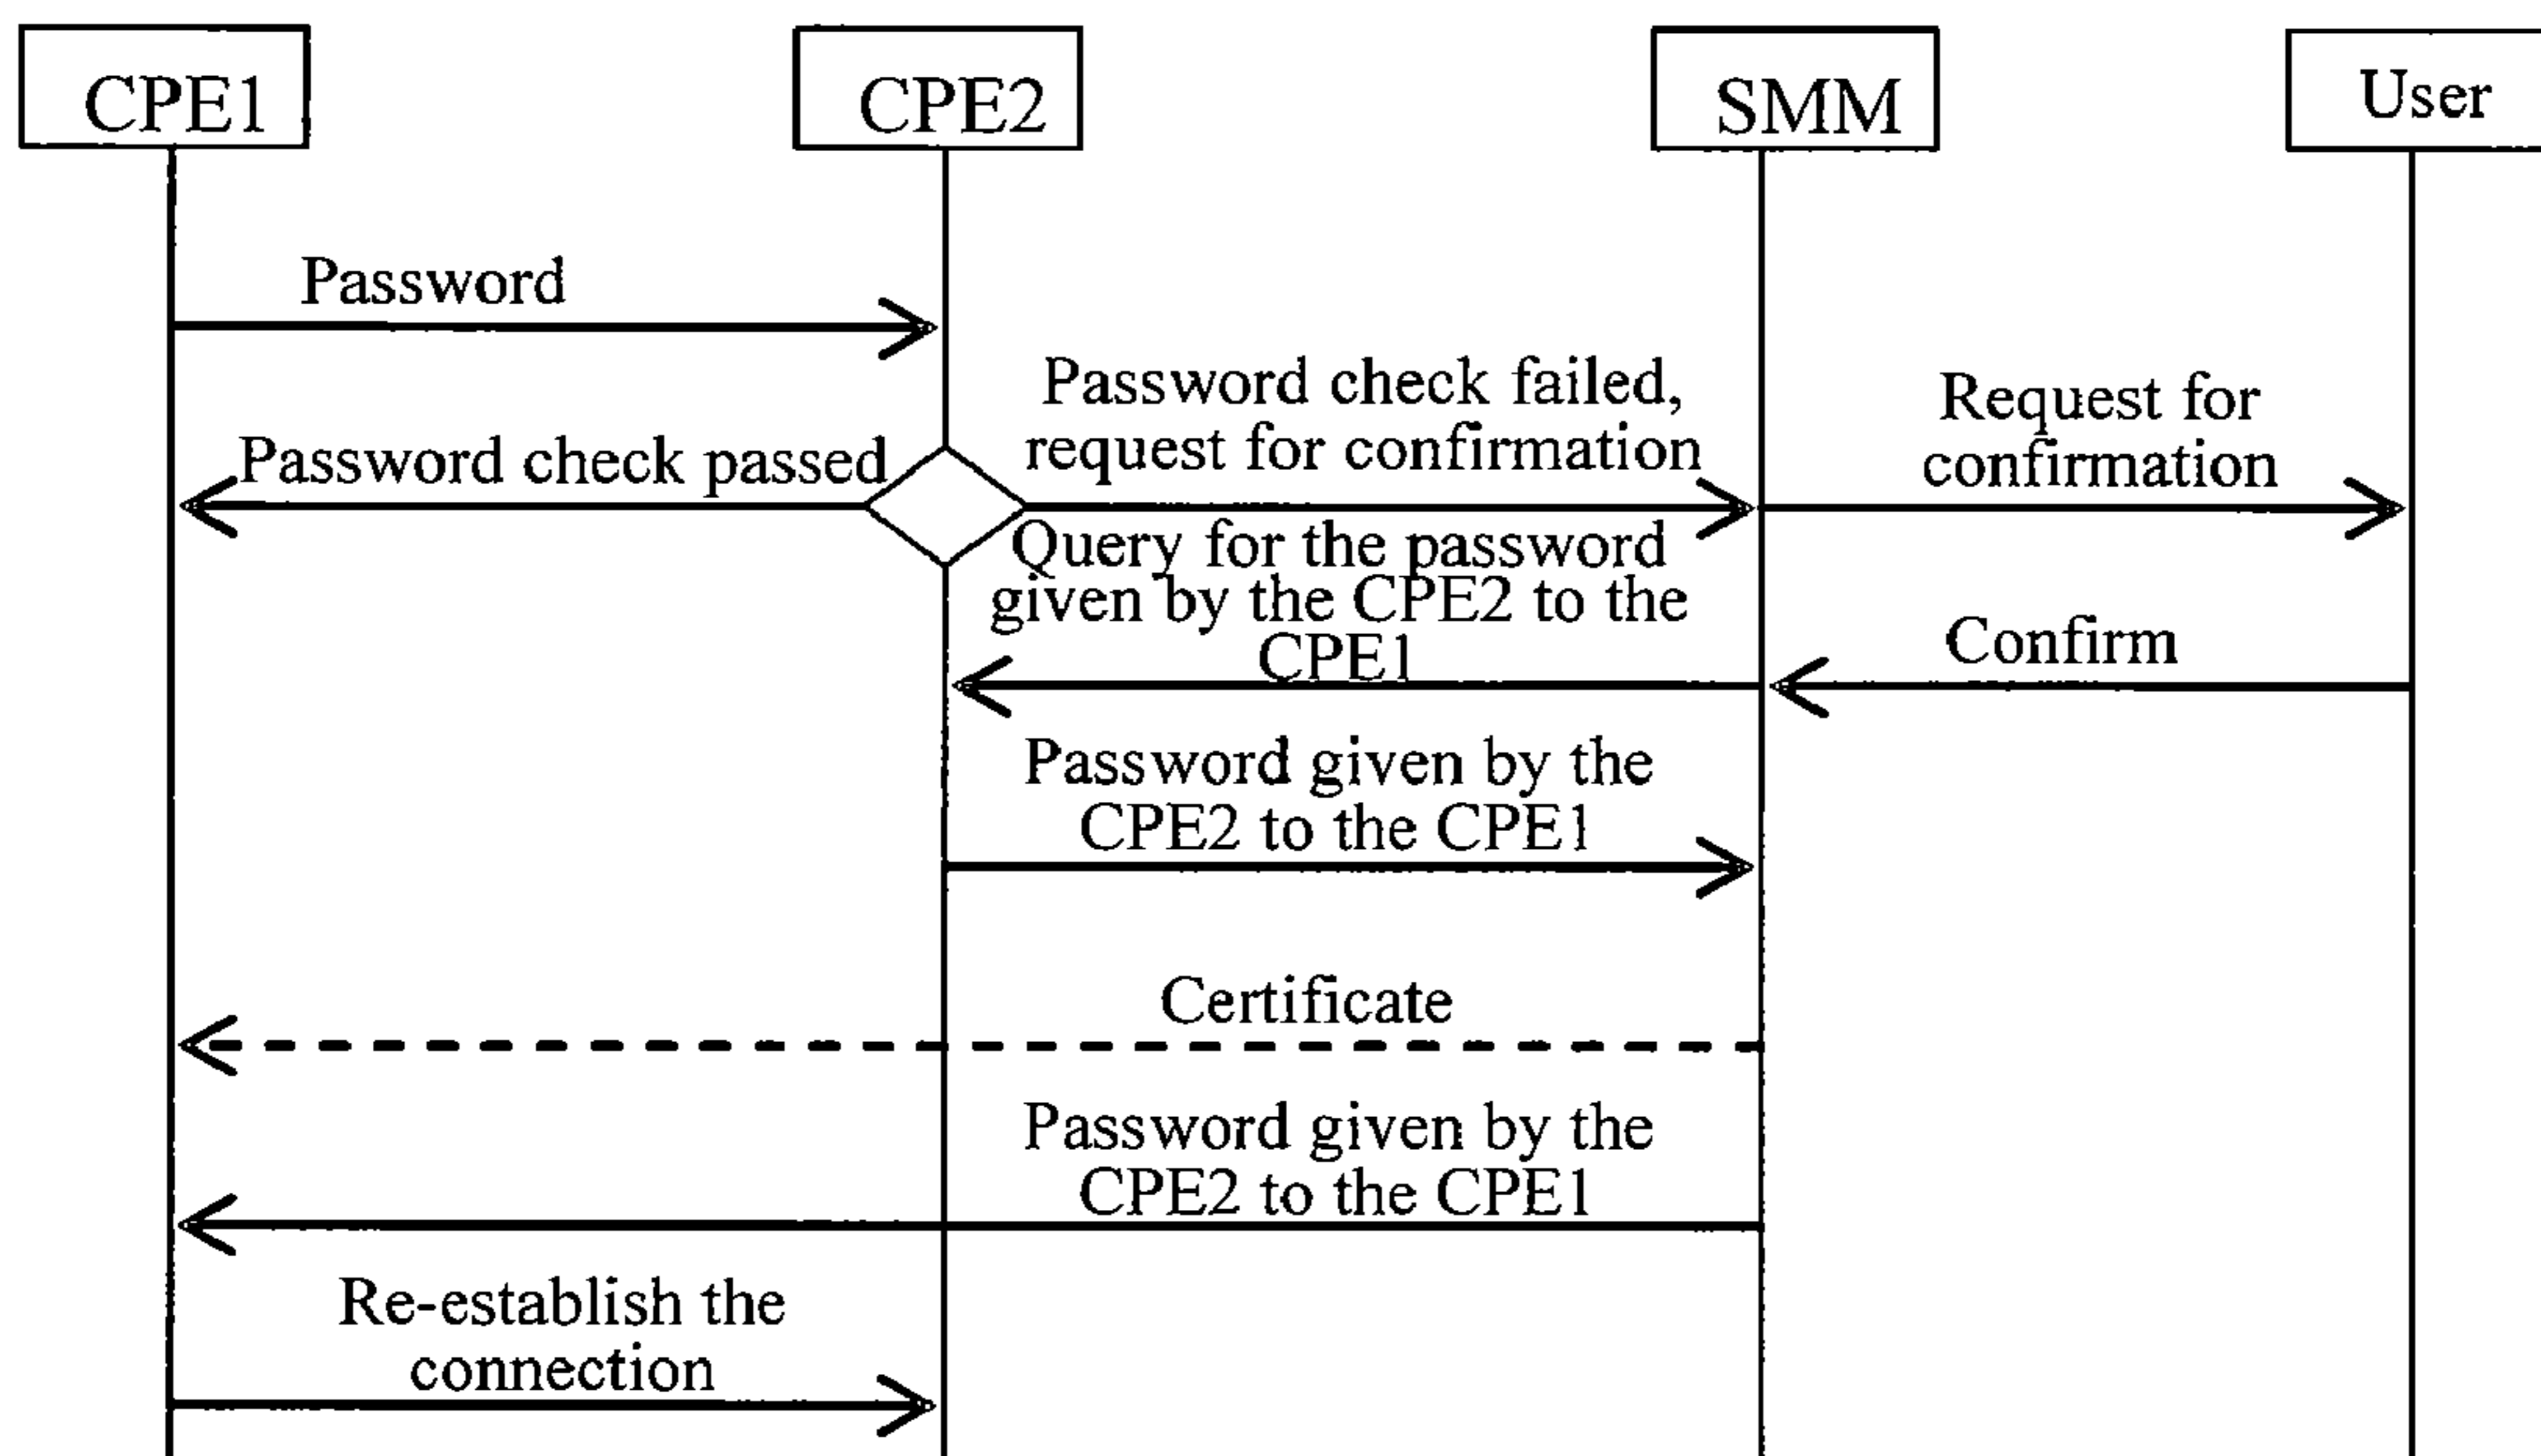 CPE1
CPE2
SMM
User
Password
Password check failed,
request for confirmation
Request for
confirmation
Password check passed
Query for the password
given by the CPE2 to the
CPE1
Confirm
Password given by the
CPE2 to the CPE1
Certificate
Password given by the
CPE2 to the CPE1
Re-establish the
connection